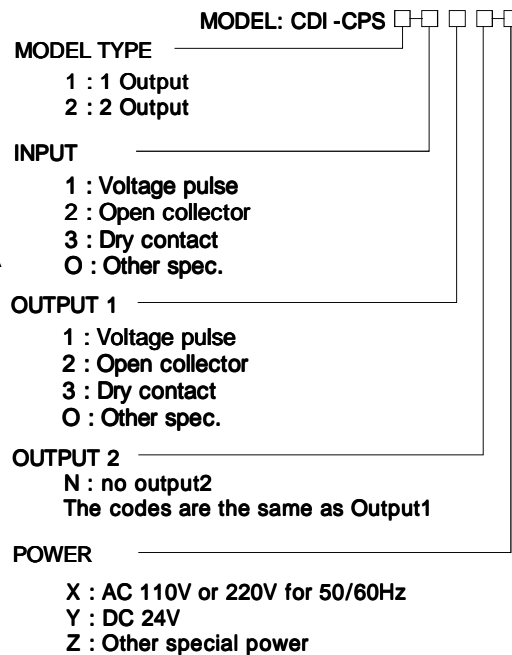 MODEL: CDI -CPS □-□ □ □-□
MODEL TYPE
1 : 1 Output
2 : 2 Output
INPUT
1 : Voltage pulse
2 : Open collector
3 : Dry contact
O : Other spec.
OUTPUT 1
1 : Voltage pulse
2 : Open collector
3 : Dry contact
O : Other spec.
OUTPUT 2
N : no output2
The codes are the same as Output1
POWER
X : AC 110V or 220V for 50/60Hz
Y : DC 24V
Z : Other special power